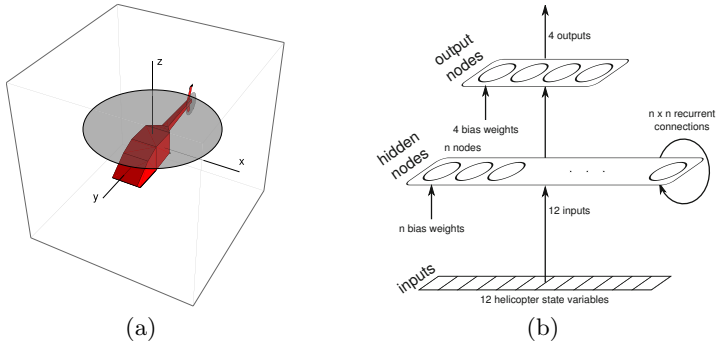 z
x
y
(a)
4 outputs
output
nodes
4 bias weights
n x n recurrent
connections
hidden
nodes
n nodes
. . .
n bias weights
12 inputs
inputs
12 helicopter state variables
(b)